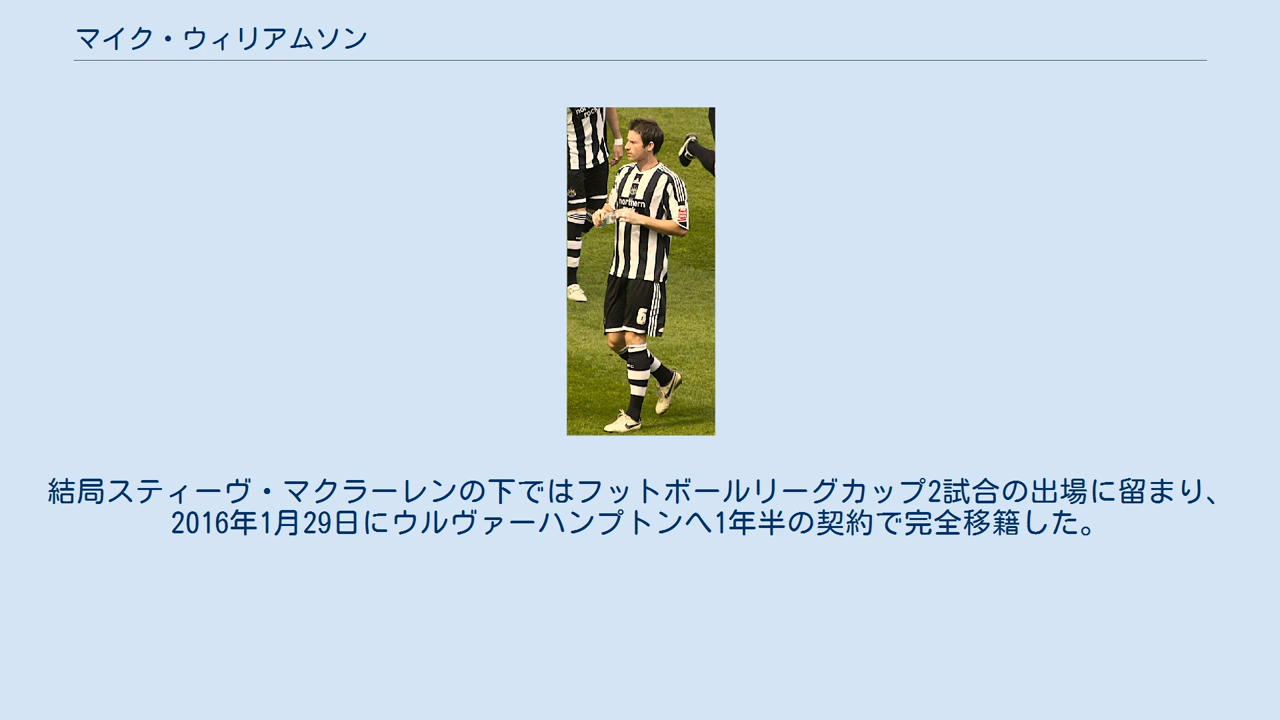 マイク・ウィリアムソン
northern
6
結局スティーヴ・マクラーレンの下ではフットボールリーグカップ2試合の出場に留まり、
2016年1月29日にウルヴァーハンプトンへ1年半の契約で完全移籍した。